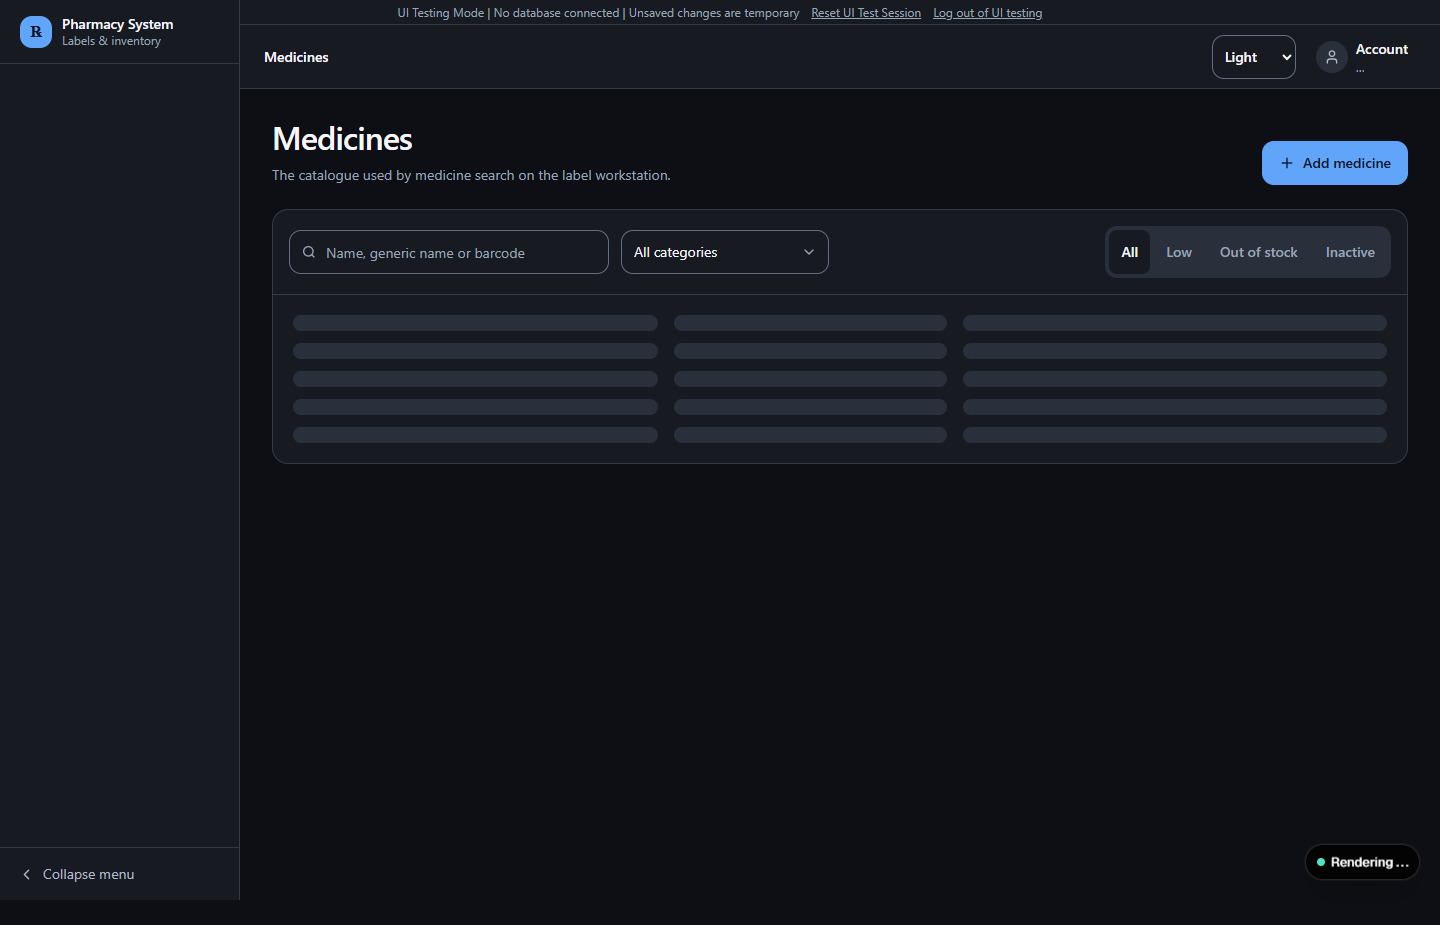 ℞
Pharmacy System
Labels & inventory
UI Testing Mode | No database connected | Unsaved changes are temporary Reset UI Test Session Log out of UI testing
Medicines
Light
Account
...
Medicines
The catalogue used by medicine search on the label workstation.
+ Add medicine
Name, generic name or barcode
All categories
All Low Out of stock Inactive
Collapse menu
Rendering ...